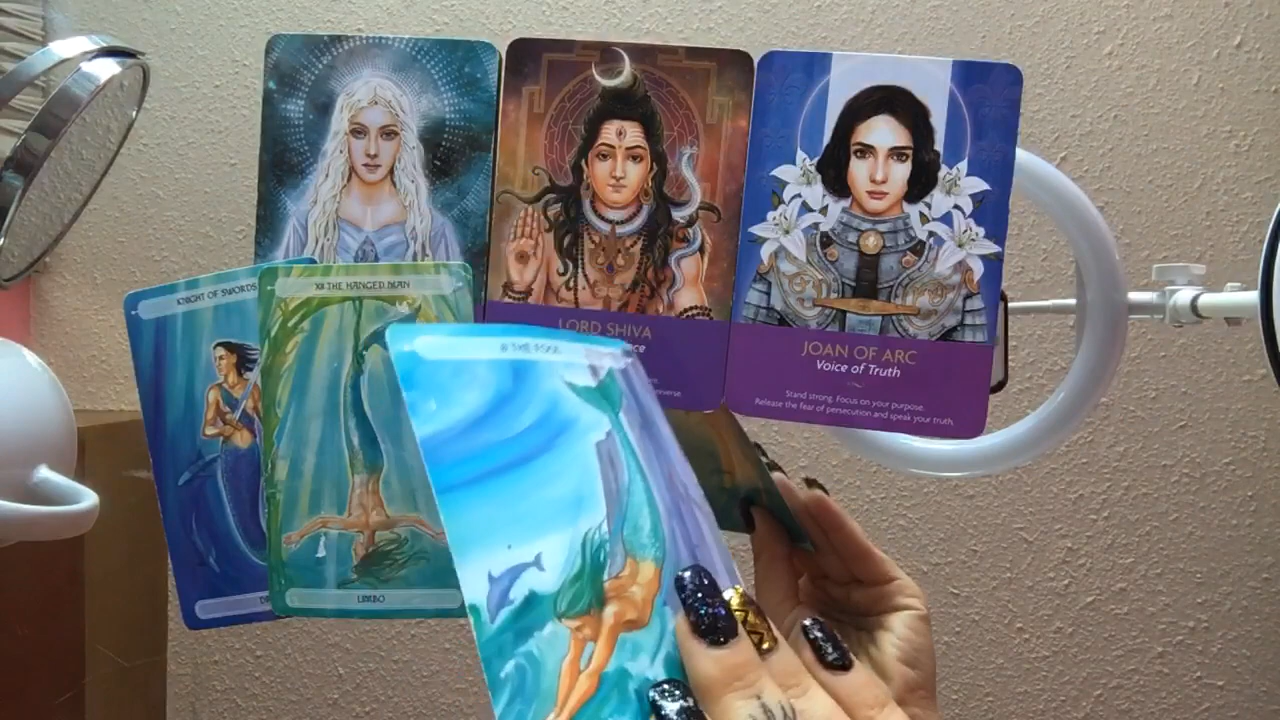 LORD SHIVA
JOAN OF ARC
Voice of Truth
Stand strong. Focus on your purpose.
Release the fear of persecution and speak your truth.
KNIGHT OF SWORDS
XII THE HANGED MAN
0 THE FOOL
LIMBO